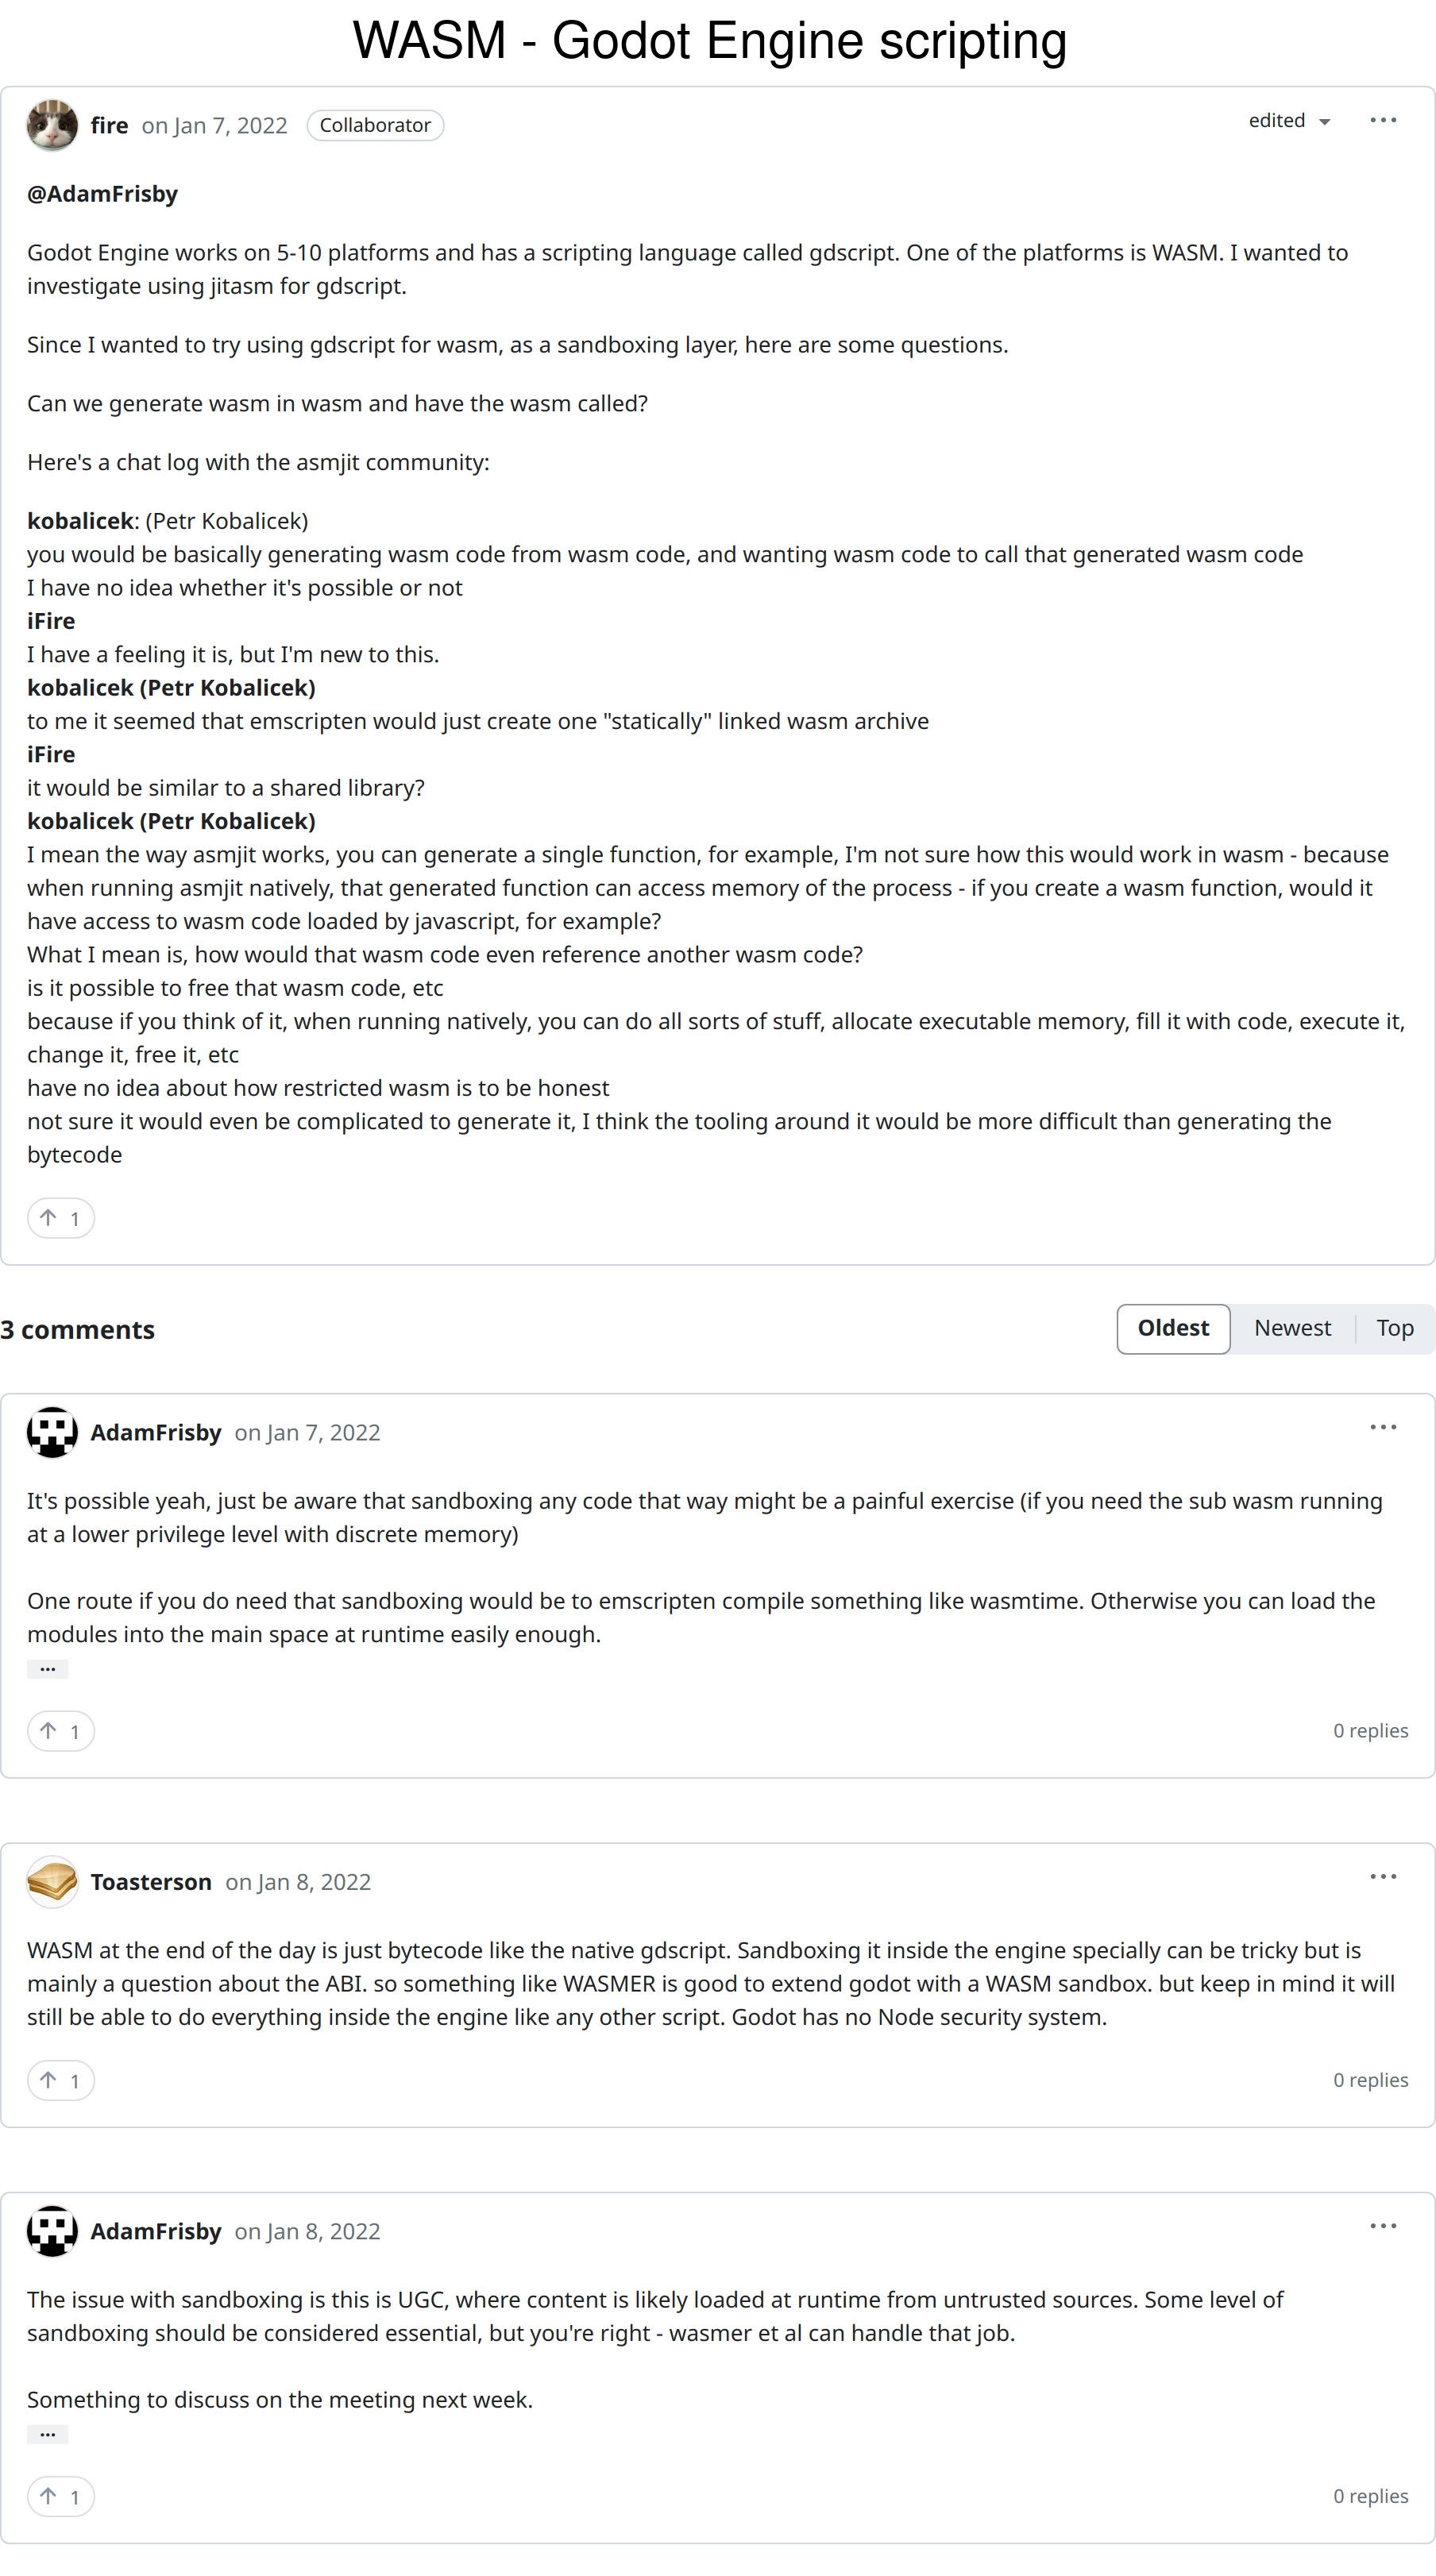 WASM - Godot Engine scripting
fire on Jan 7, 2022 Collaborator edited
@AdamFrisby
Godot Engine works on 5-10 platforms and has a scripting language called gdscript. One of the platforms is WASM. I wanted to
investigate using jitasm for gdscript.
Since I wanted to try using gdscript for wasm, as a sandboxing layer, here are some questions.
Can we generate wasm in wasm and have the wasm called?
Here's a chat log with the asmjit community:
kobalicek: (Petr Kobalicek)
you would be basically generating wasm code from wasm code, and wanting wasm code to call that generated wasm code
I have no idea whether it's possible or not
iFire
I have a feeling it is, but I'm new to this.
kobalicek (Petr Kobalicek)
to me it seemed that emscripten would just create one "statically" linked wasm archive
iFire
it would be similar to a shared library?
kobalicek (Petr Kobalicek)
I mean the way asmjit works, you can generate a single function, for example, I'm not sure how this would work in wasm - because
when running asmjit natively, that generated function can access memory of the process - if you create a wasm function, would it
have access to wasm code loaded by javascript, for example?
What I mean is, how would that wasm code even reference another wasm code?
is it possible to free that wasm code, etc
because if you think of it, when running natively, you can do all sorts of stuff, allocate executable memory, fill it with code, execute it,
change it, free it, etc
have no idea about how restricted wasm is to be honest
not sure it would even be complicated to generate it, I think the tooling around it would be more difficult than generating the
bytecode
↑ 1
3 comments Oldest Newest Top
AdamFrisby on Jan 7, 2022
It's possible yeah, just be aware that sandboxing any code that way might be a painful exercise (if you need the sub wasm running
at a lower privilege level with discrete memory)
One route if you do need that sandboxing would be to emscripten compile something like wasmtime. Otherwise you can load the
modules into the main space at runtime easily enough.
…
↑ 1 0 replies
Toasterson on Jan 8, 2022
WASM at the end of the day is just bytecode like the native gdscript. Sandboxing it inside the engine specially can be tricky but is
mainly a question about the ABI. so something like WASMER is good to extend godot with a WASM sandbox. but keep in mind it will
still be able to do everything inside the engine like any other script. Godot has no Node security system.
↑ 1 0 replies
AdamFrisby on Jan 8, 2022
The issue with sandboxing is this is UGC, where content is likely loaded at runtime from untrusted sources. Some level of
sandboxing should be considered essential, but you're right - wasmer et al can handle that job.
Something to discuss on the meeting next week.
…
↑ 1 0 replies